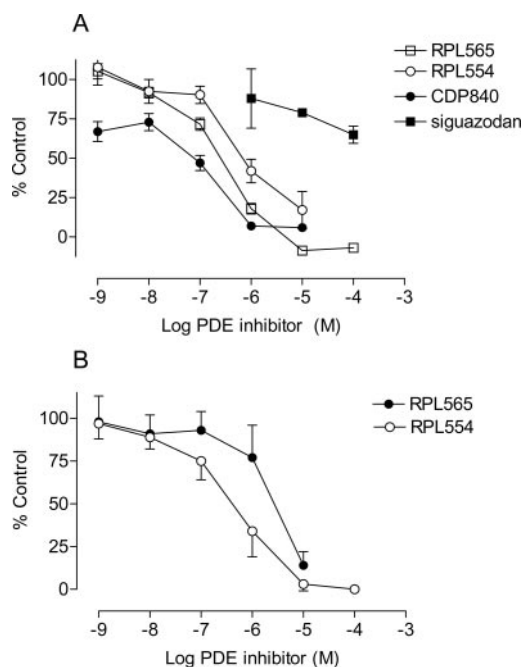 A
RPL565
RPL554
CDP840
siguazodan
% Control
100
75
50
25
0
-9 -8 -7 -6 -5 -4 -3
Log PDE inhibitor (M)
B
RPL565
RPL554
% Control
100
75
50
25
0
-9 -8 -7 -6 -5 -4 -3
Log PDE inhibitor (M)